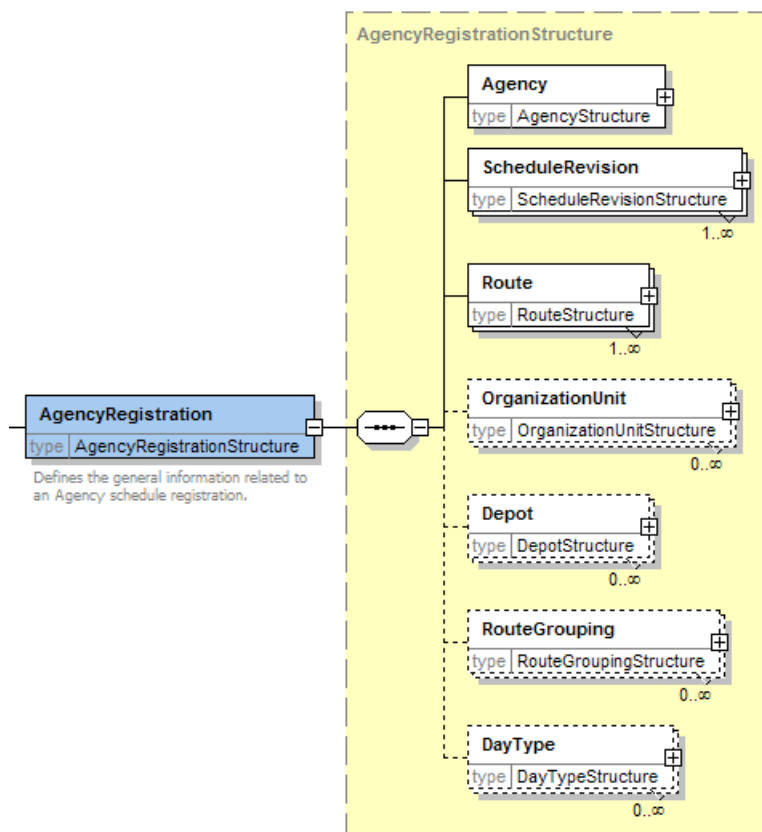 AgencyRegistrationStructure
Agency
type AgencyStructure
ScheduleRevision
type ScheduleRevisionStructure
1..∞
Route
type RouteStructure
1..∞
AgencyRegistration
type AgencyRegistrationStructure
Defines the general information related to
an Agency schedule registration.
OrganizationUnit
type OrganizationUnitStructure
0..∞
Depot
type DepotStructure
0..∞
RouteGrouping
type RouteGroupingStructure
0..∞
DayType
type DayTypeStructure
0..∞